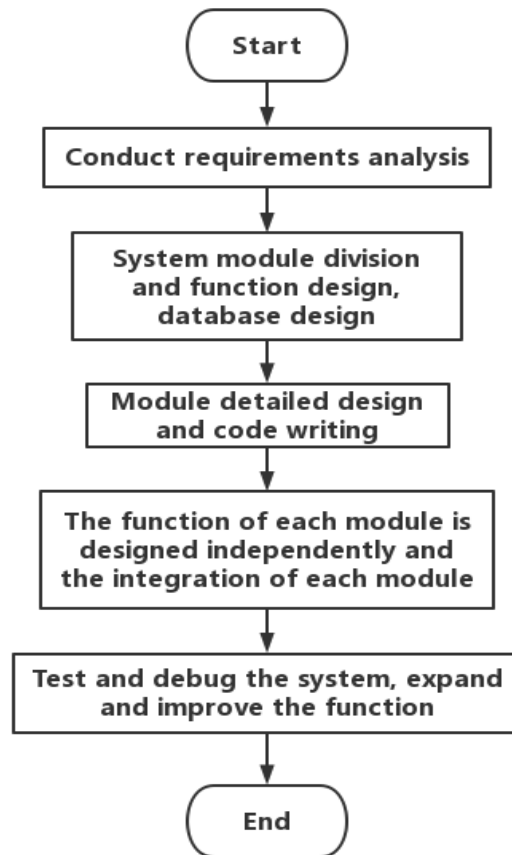 Start
Conduct requirements analysis
System module division
and function design,
database design
Module detailed design
and code writing
The function of each module is
designed independently and
the integration of each module
Test and debug the system, expand
and improve the function
End